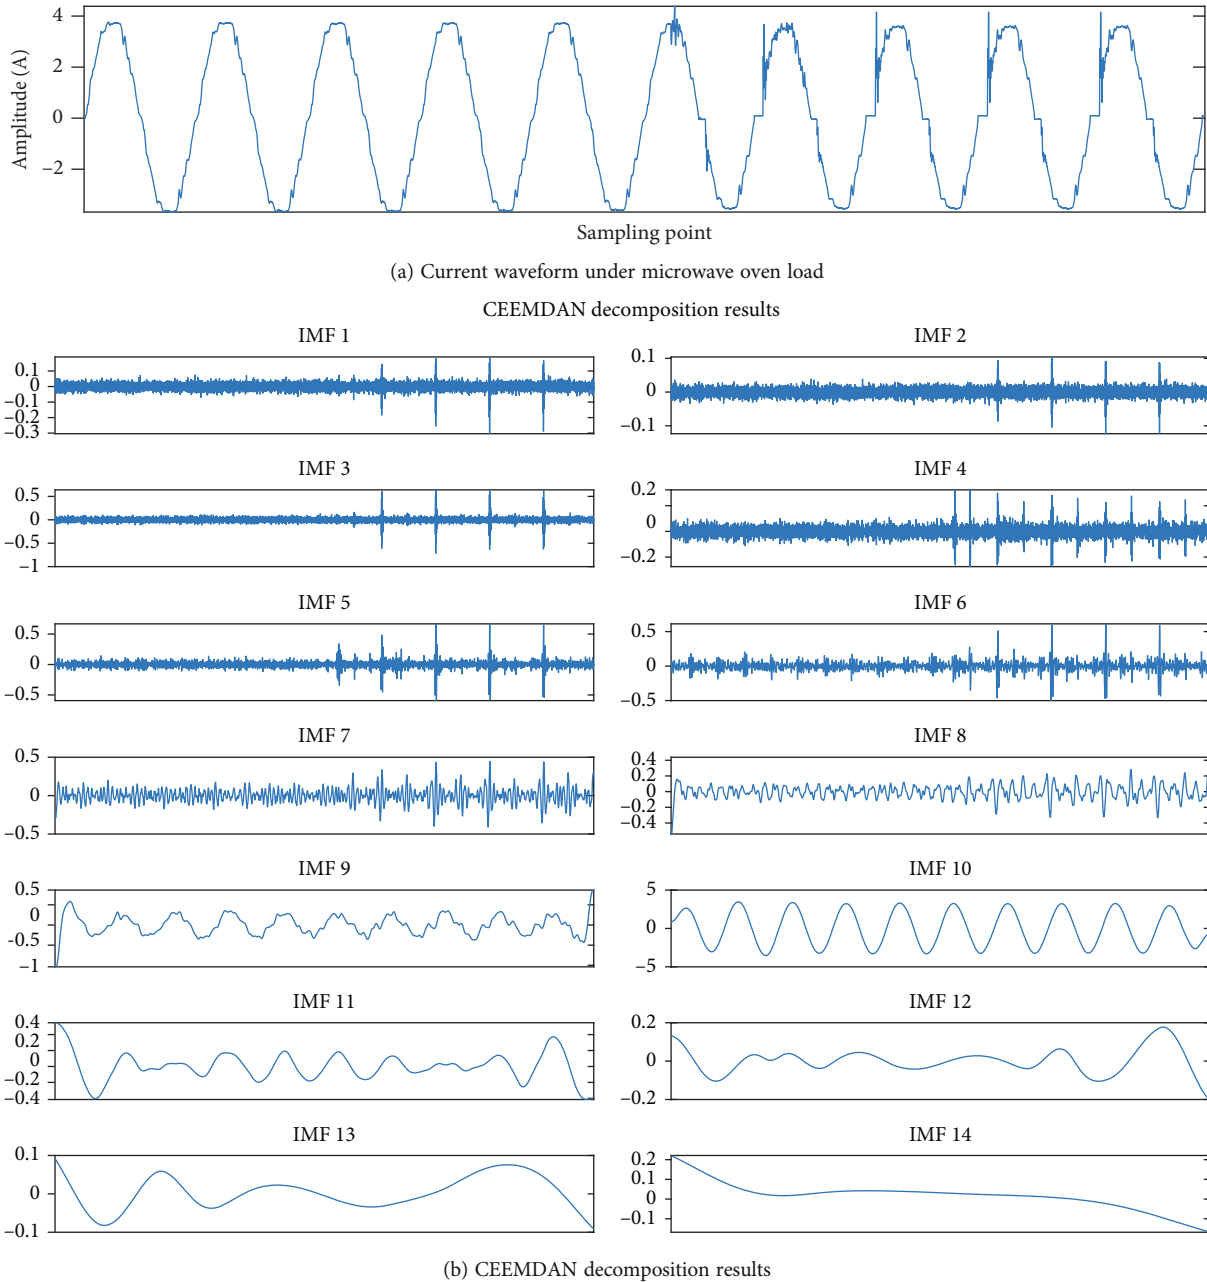 4
2
0
−2
Amplitude (A)
Sampling point
(a) Current waveform under microwave oven load
CEEMDAN decomposition results
IMF 1
0.1
0
−0.1
−0.2
−0.3
IMF 2
0.1
0
−0.1
IMF 3
0.5
0
−0.5
−1
IMF 4
0.2
0
−0.2
IMF 5
0.5
0
−0.5
IMF 6
0.5
0
−0.5
IMF 7
0.5
0
−0.5
IMF 8
0.4
0.2
0
−0.2
−0.4
IMF 9
0.5
0
-0.5
−1
IMF 10
5
0
−5
IMF 11
0.4
0.2
0
−0.2
−0.4
IMF 12
0.2
0
−0.2
IMF 13
0.1
0
−0.1
IMF 14
0.2
0.1
0
−0.1
(b) CEEMDAN decomposition results